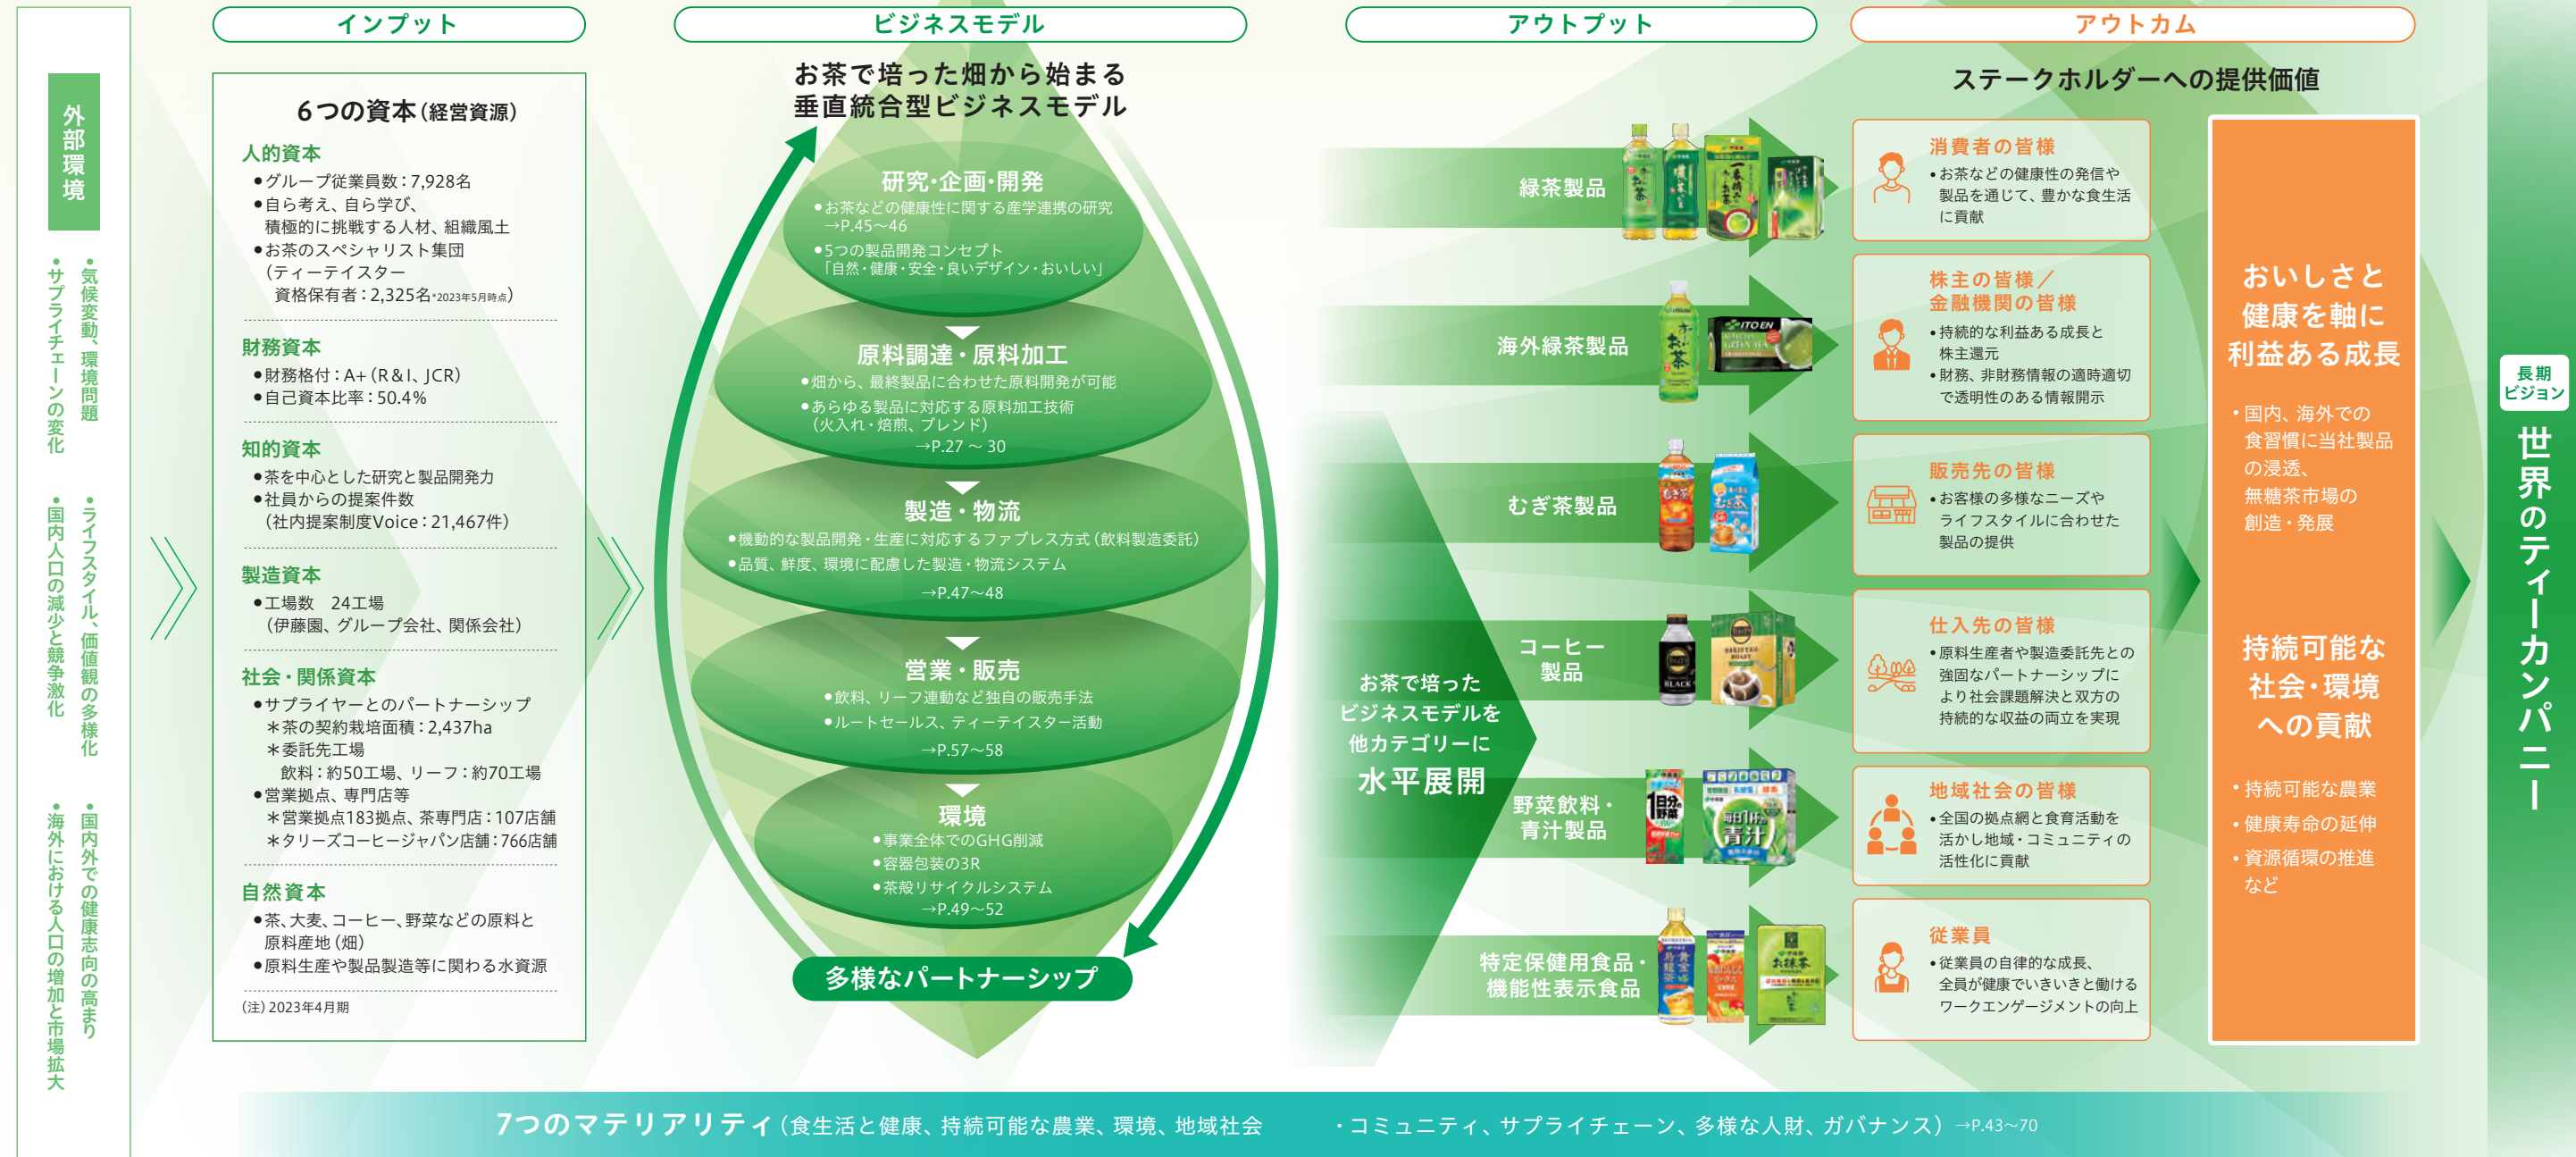 外部環境
・気候変動、環境問題
・サプライチェーンの変化
・ライフスタイル、価値観の多様化
・国内人口の減少と競争激化
・国内外での健康志向の高まり
・海外における人口の増加と市場拡大
インプット
6つの資本（経営資源）
人的資本
●グループ従業員数：7,928名
●自ら考え、自ら学び、
積極的に挑戦する人材、組織風土
●お茶のスペシャリスト集団
（ティーテイスター
資格保有者：2,325名*2023年5月時点）
財務資本
●財務格付：A+（R＆I、JCR）
●自己資本比率：50.4％
知的資本
●茶を中心とした研究と製品開発力
●社員からの提案件数
（社内提案制度Voice：21,467件）
製造資本
●工場数　24工場
（伊藤園、グループ会社、関係会社）
社会・関係資本
●サプライヤーとのパートナーシップ
＊茶の契約栽培面積：2,437ha
＊委託先工場
飲料：約50工場、リーフ：約70工場
●営業拠点、専門店等
＊営業拠点183拠点、茶専門店：107店舗
＊タリーズコーヒージャパン店舗：766店舗
自然資本
●茶、大麦、コーヒー、野菜などの原料と
原料産地（畑）
●原料生産や製品製造等に関わる水資源
（注）2023年4月期
ビジネスモデル
お茶で培った畑から始まる
垂直統合型ビジネスモデル
研究・企画・開発
●お茶などの健康性に関する産学連携の研究
→P.45～46
●5つの製品開発コンセプト
「自然・健康・安全・良いデザイン・おいしい」
原料調達・原料加工
●畑から、最終製品に合わせた原料開発が可能
●あらゆる製品に対応する原料加工技術
（火入れ・焙煎、ブレンド）
→P.27 ～ 30
製造・物流
●機動的な製品開発・生産に対応するファブレス方式（飲料製造委託）
●品質、鮮度、環境に配慮した製造・物流システム
→P.47～48
営業・販売
●飲料、リーフ連動など独自の販売手法
●ルートセールス、ティーテイスター活動
→P.57～58
環境
●事業全体でのGHG削減
●容器包装の3R
●茶殻リサイクルシステム
→P.49～52
多様なパートナーシップ
アウトプット
お茶で培った
ビジネスモデルを
他カテゴリーに
水平展開
緑茶製品
お～いお茶
海外緑茶製品
お～いお茶
ITO EN
むぎ茶製品
むぎ茶
むぎ茶
コーヒー
製品
BLACK
BARISTA'S
ROAST
野菜飲料・
青汁製品
1日分の
野菜
毎日1杯の
青汁
特定保健用食品・
機能性表示食品
黄金烏龍茶
お抹茶
アウトカム
ステークホルダーへの提供価値
消費者の皆様
・お茶などの健康性の発信や
製品を通じて、豊かな食生活
に貢献
株主の皆様／
金融機関の皆様
・持続的な利益ある成長と
株主還元
・財務、非財務情報の適時適切
で透明性のある情報開示
販売先の皆様
・お客様の多様なニーズや
ライフスタイルに合わせた
製品の提供
仕入先の皆様
・原料生産者や製造委託先との
強固なパートナーシップに
より社会課題解決と双方の
持続的な収益の両立を実現
地域社会の皆様
・全国の拠点網と食育活動を
活かし地域・コミュニティの
活性化に貢献
従業員
・従業員の自律的な成長、
全員が健康でいきいきと働ける
ワークエンゲージメントの向上
おいしさと
健康を軸に
利益ある成長
・国内、海外での
食習慣に当社製品
の浸透、
無糖茶市場の
創造・発展
持続可能な
社会・環境
への貢献
・持続可能な農業
・健康寿命の延伸
・資源循環の推進
など
長期
ビジョン
世界のティーカンパニー
7つのマテリアリティ（食生活と健康、持続可能な農業、環境、地域社会　・コミュニティ、サプライチェーン、多様な人財、ガバナンス）→P.43～70